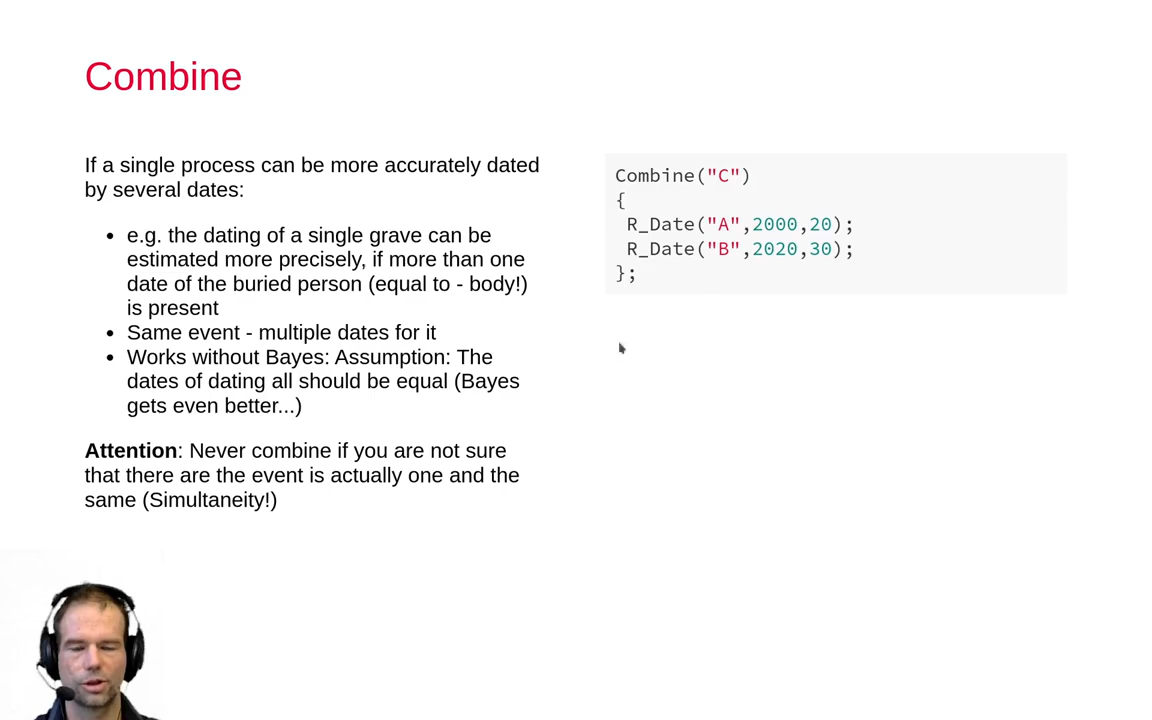 Combine
If a single process can be more accurately dated
by several dates:
• e.g. the dating of a single grave can be
estimated more precisely, if more than one
date of the buried person (equal to - body!)
is present
• Same event - multiple dates for it
• Works without Bayes: Assumption: The
dates of dating all should be equal (Bayes
gets even better...)
Attention: Never combine if you are not sure
that there are the event is actually one and the
same (Simultaneity!)
Combine("C")
{
R_Date("A",2000,20);
R_Date("B",2020,30);
};